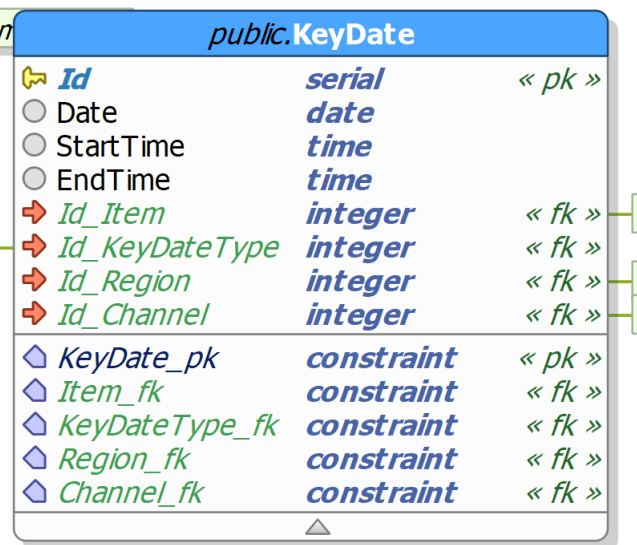 m
public.KeyDate
Id serial « pk »
Date date
StartTime time
EndTime time
Id_Item integer « fk »
Id_KeyDateType integer « fk »
Id_Region integer « fk »
Id_Channel integer « fk »
KeyDate_pk constraint « pk »
Item_fk constraint « fk »
KeyDateType_fk constraint « fk »
Region_fk constraint « fk »
Channel_fk constraint « fk »